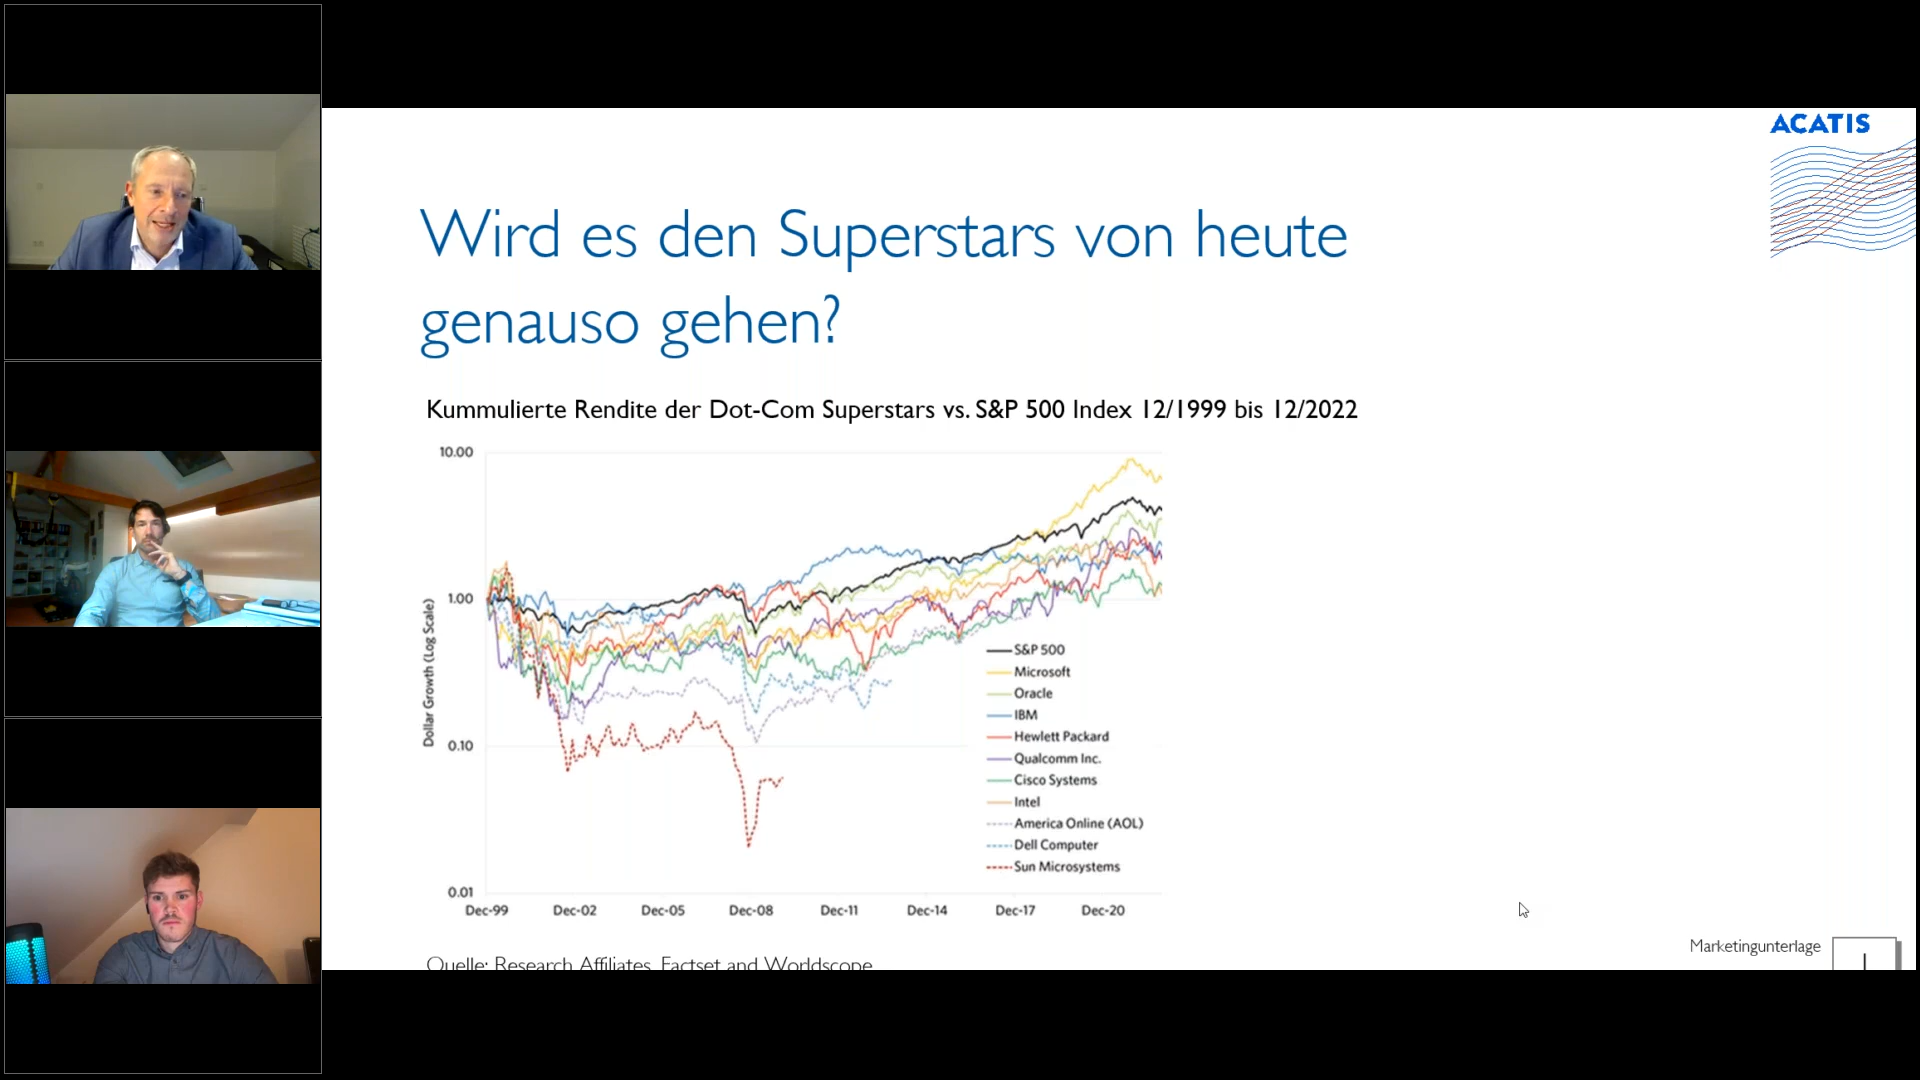 ACATIS
Wird es den Superstars von heute
genauso gehen?
Kummulierte Rendite der Dot-Com Superstars vs. S&P 500 Index 12/1999 bis 12/2022
10.00
1.00
0.10
0.01
Dollar Growth (Log Scale)
S&P 500
Microsoft
Oracle
IBM
Hewlett Packard
Qualcomm Inc.
Cisco Systems
Intel
America Online (AOL)
Dell Computer
Sun Microsystems
Dec-99 Dec-02 Dec-05 Dec-08 Dec-11 Dec-14 Dec-17 Dec-20
Quelle: Research Affiliates, Factset and Worldscope
Marketingunterlage